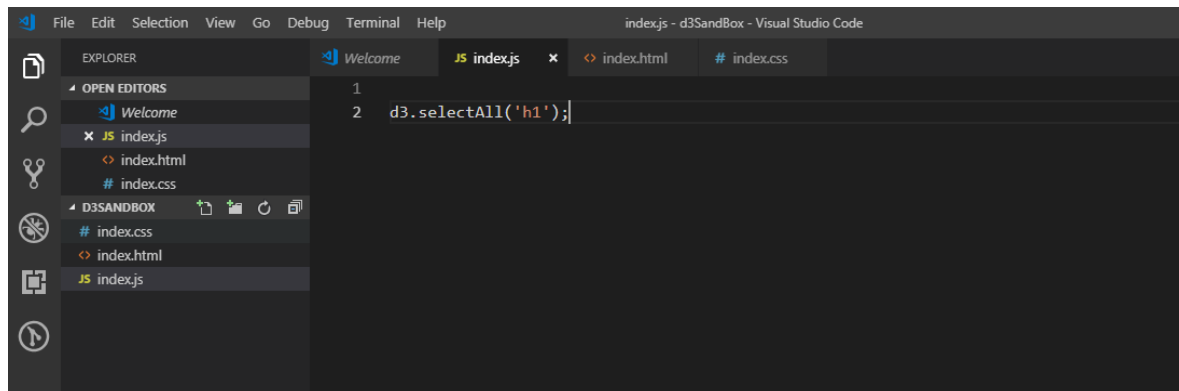 File Edit Selection View Go Debug Terminal Help index.js - d3SandBox - Visual Studio Code
EXPLORER
Welcome JS index.js × <> index.html # index.css
OPEN EDITORS
Welcome
× JS index.js
<> index.html
# index.css
D3SANDBOX
# index.css
<> index.html
JS index.js
1
2 d3.selectAll('h1');